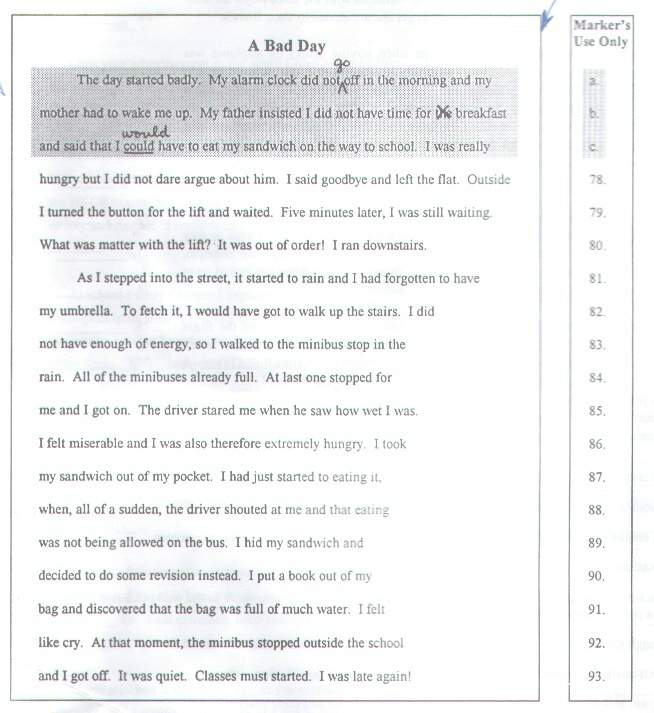 Marker's
Use Only
A Bad Day
go
The day started badly. My alarm clock did not off in the morning and my a.
mother had to wake me up. My father insisted I did not have time for breakfast b.
would
and said that I could have to eat my sandwich on the way to school. I was really c.
hungry but I did not dare argue about him. I said goodbye and left the flat. Outside 78.
I turned the button for the lift and waited. Five minutes later, I was still waiting. 79.
What was matter with the lift? It was out of order! I ran downstairs. 80.
As I stepped into the street, it started to rain and I had forgotten to have 81.
my umbrella. To fetch it, I would have got to walk up the stairs. I did 82.
not have enough of energy, so I walked to the minibus stop in the 83.
rain. All of the minibuses already full. At last one stopped for 84.
me and I got on. The driver stared me when he saw how wet I was. 85.
I felt miserable and I was also therefore extremely hungry. I took 86.
my sandwich out of my pocket. I had just started to eating it, 87.
when, all of a sudden, the driver shouted at me and that eating 88.
was not being allowed on the bus. I hid my sandwich and 89.
decided to do some revision instead. I put a book out of my 90.
bag and discovered that the bag was full of much water. I felt 91.
like cry. At that moment, the minibus stopped outside the school 92.
and I got off. It was quiet. Classes must started. I was late again! 93.